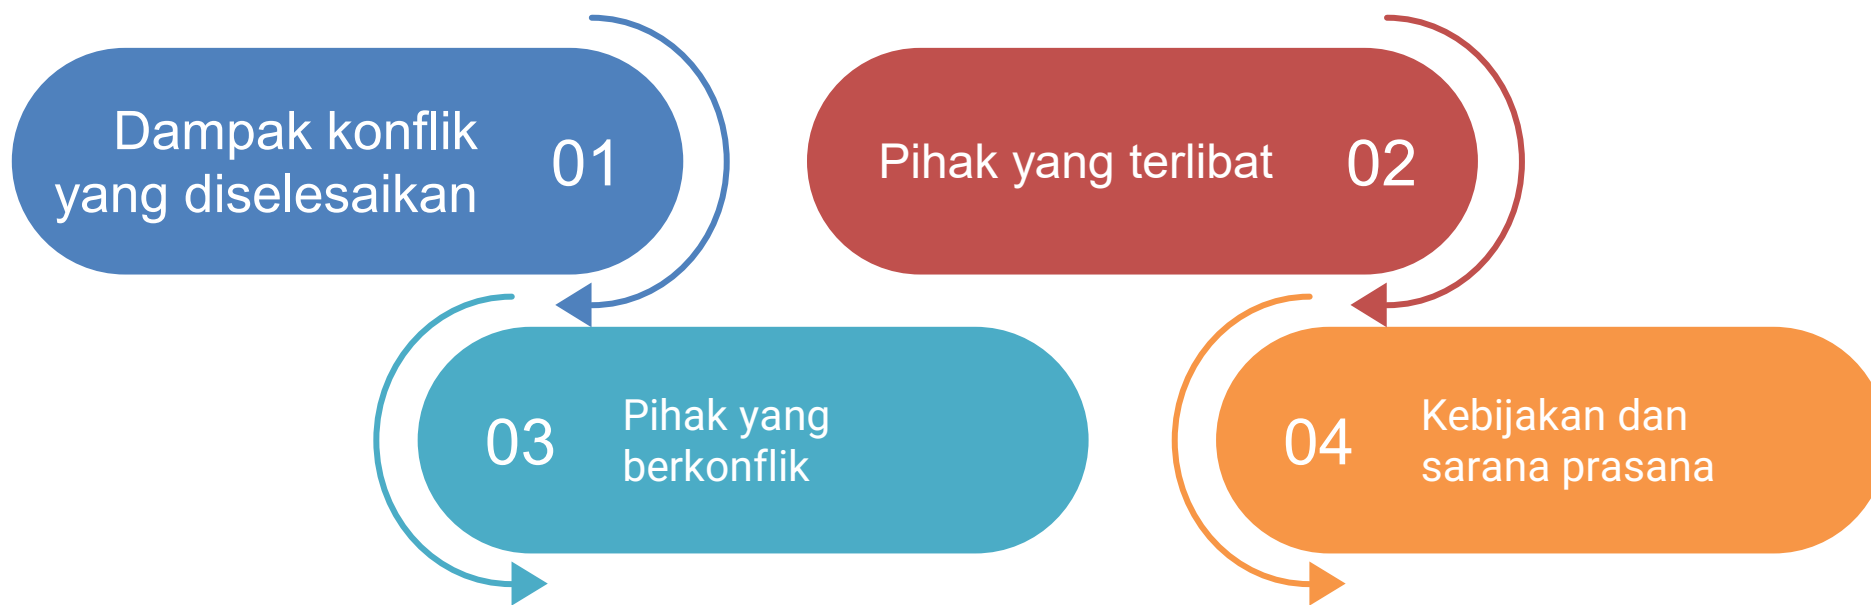 Dampak konflik
yang diselesaikan
01
Pihak yang terlibat
02
03
Pihak yang
berkonflik
04
Kebijakan dan
sarana prasana